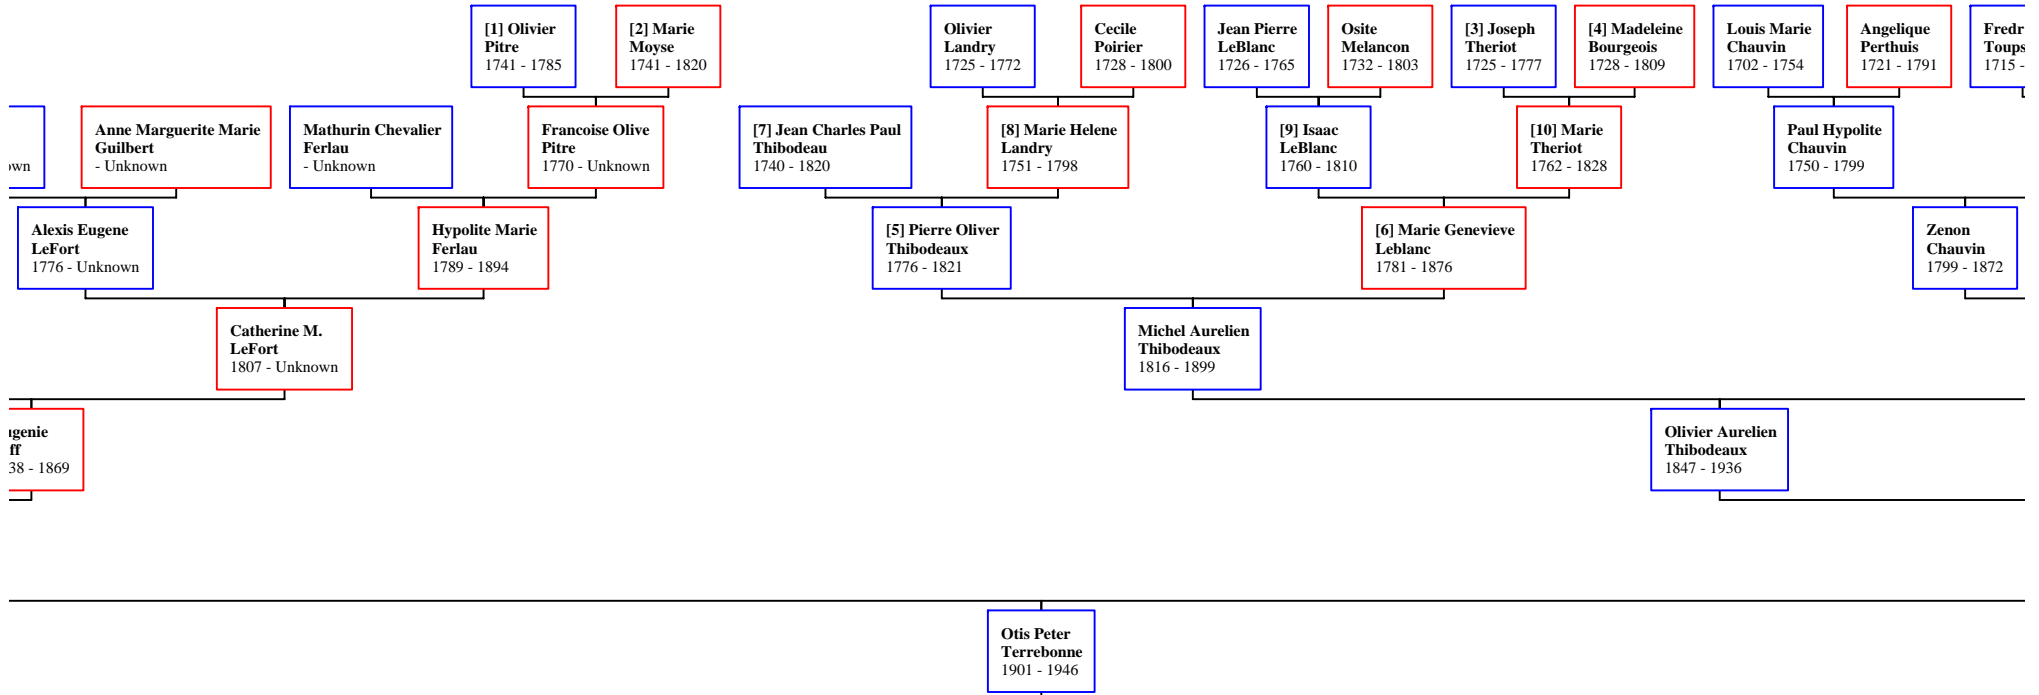 [1] Olivier
Pitre
1741 - 1785
[2] Marie
Moyse
1741 - 1820
Olivier
Landry
1725 - 1772
Cecile
Poirier
1728 - 1800
Jean Pierre
LeBlanc
1726 - 1765
Osite
Melancon
1732 - 1803
[3] Joseph
Theriot
1725 - 1777
[4] Madeleine
Bourgeois
1728 - 1809
Louis Marie
Chauvin
1702 - 1754
Angelique
Perthuis
1721 - 1791
Fredr
Toups
1715 -
Anne Marguerite Marie
Guilbert
- Unknown
Mathurin Chevalier
Ferlau
- Unknown
Francoise Olive
Pitre
1770 - Unknown
[7] Jean Charles Paul
Thibodeau
1740 - 1820
[8] Marie Helene
Landry
1751 - 1798
[9] Isaac
LeBlanc
1760 - 1810
[10] Marie
Theriot
1762 - 1828
Paul Hypolite
Chauvin
1750 - 1799
Alexis Eugene
LeFort
1776 - Unknown
Hypolite Marie
Ferlau
1789 - 1894
[5] Pierre Oliver
Thibodeaux
1776 - 1821
[6] Marie Genevieve
Leblanc
1781 - 1876
Zenon
Chauvin
1799 - 1872
Catherine M.
LeFort
1807 - Unknown
Michel Aurelien
Thibodeaux
1816 - 1899
ugenie
ff
38 - 1869
Olivier Aurelien
Thibodeaux
1847 - 1936
Otis Peter
Terrebonne
1901 - 1946